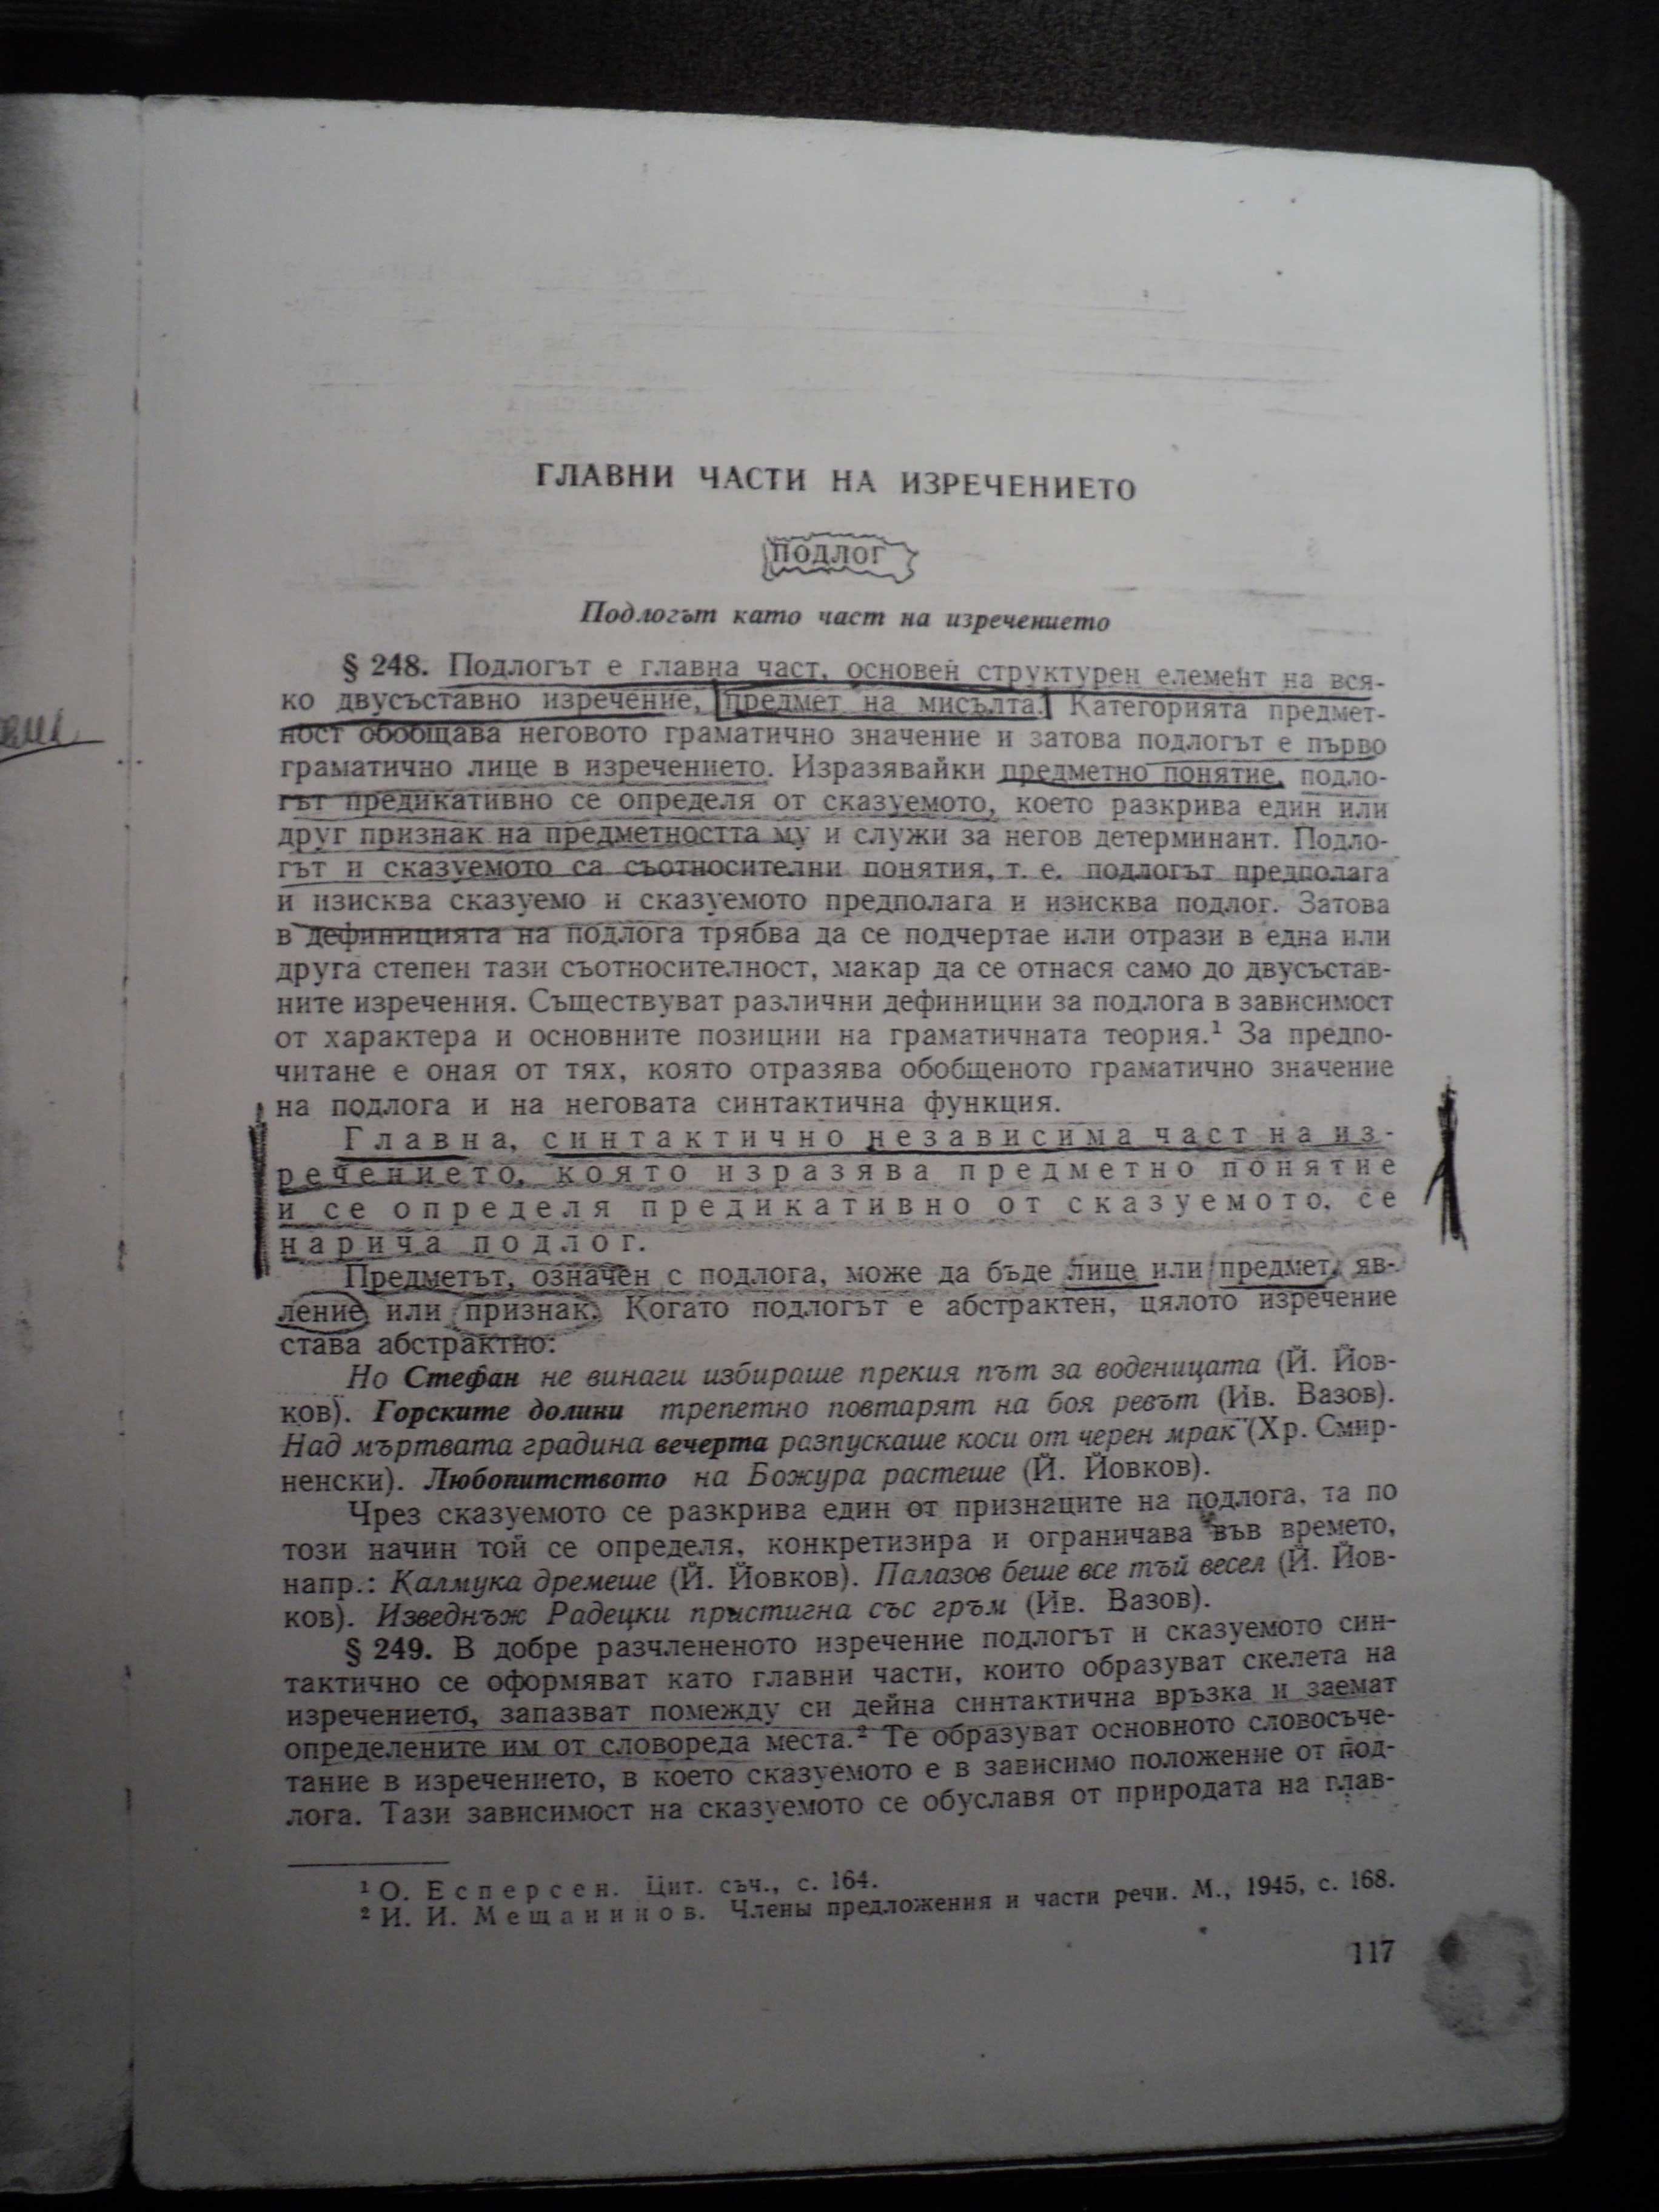 ГЛАВНИ ЧАСТИ НА ИЗРЕЧЕНИЕТО
ПОДЛОГ
Подлогът като част на изречението
§ 248. Подлогът е главна част, основен структурен елемент на вся-
ко двусъставно изречение, предмет на мисълта. Категорията предмет-
ност обобщава неговото граматично значение и затова подлогът е първо
граматично лице в изречението. Изразявайки предметно понятие, подло-
гът предикативно се определя от сказуемото, което разкрива един или
друг признак на предметността му и служи за негов детерминант. Подло-
гът и сказуемото са съотносителни понятия, т. е. подлогът предполага
и изисква сказуемо и сказуемото предполага и изисква подлог. Затова
в дефиницията на подлога трябва да се подчертае или отрази в една или
друга степен тази съотносителност, макар да се отнася само до двусъстав-
ните изречения. Съществуват различни дефиниции за подлога в зависимост
от характера и основните позиции на граматичната теория.¹ За предпо-
читане е оная от тях, която отразява обобщеното граматично значение
на подлога и на неговата синтактична функция.
Главна, синтактично независима част на из-
речението, която изразява предметно понятие
и се определя предикативно от сказуемото, се
нарича подлог.
Предметът, означен с подлога, може да бъде лице или предмет, яв-
ление или признак. Когато подлогът е абстрактен, цялото изречение
става абстрактно:
Но Стефан не винаги избираше прекия път за воденицата (Й. Йов-
ков). Горските долини трепетно повтарят на боя ревът (Ив. Вазов).
Над мъртвата градина вечерта разпускаше коси от черен мрак (Хр. Смир-
ненски). Любопитството на Божура растеше (Й. Йовков).
Чрез сказуемото се разкрива един от признаците на подлога, та по
този начин той се определя, конкретизира и ограничава във времето,
напр.: Калмука дремеше (Й. Йовков). Палазов беше все тъй весел (Й. Йов-
ков). Изведнъж Радецки пристигна със гръм (Ив. Вазов).
§ 249. В добре разчлененото изречение подлогът и сказуемото син-
тактично се оформяват като главни части, които образуват скелета на
изречението, запазват помежду си дейна синтактична връзка и заемат
определените им от словореда места.² Те образуват основното словосъче-
тание в изречението, в което сказуемото е в зависимо положение от под-
лога. Тази зависимост на сказуемото се обуславя от природата на глав-
¹ О. Есперсен. Цит. съч., с. 164.
² И. И. Мещанинов. Члены предложения и части речи. М., 1945, с. 168.
117